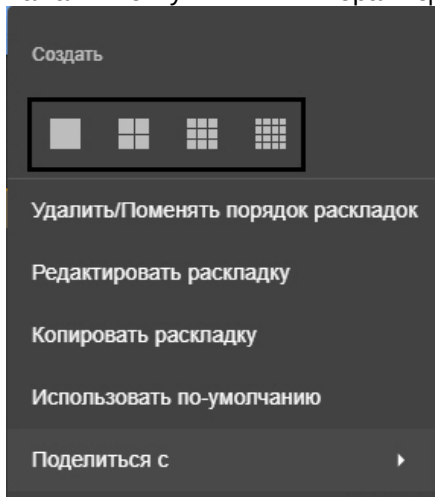 Создать
Удалить/Поменять порядок раскладок
Редактировать раскладку
Копировать раскладку
Использовать по-умолчанию
Поделиться с